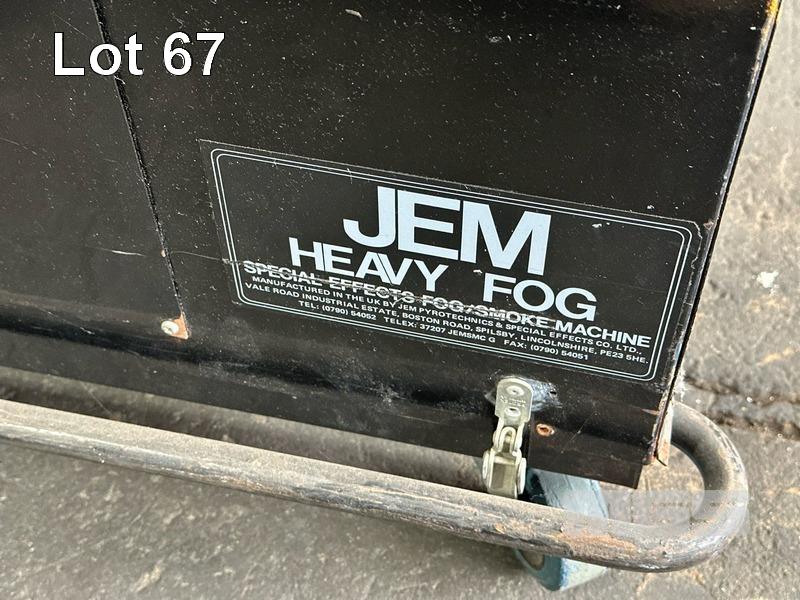 Lot 67
JEM
HEAVY FOG
SPECIAL EFFECTS FOG/SMOKE MACHINE
MANUFACTURED IN THE UK BY JEM PYROTECHNICS & SPECIAL EFFECTS CO. LTD.,
VALE ROAD INDUSTRIAL ESTATE, BOSTON ROAD, SPILSBY, LINCOLNSHIRE, PE23 5HE.
TEL: (0790) 54052 TELEX: 37207 JEMSMC G FAX: (0790) 54051